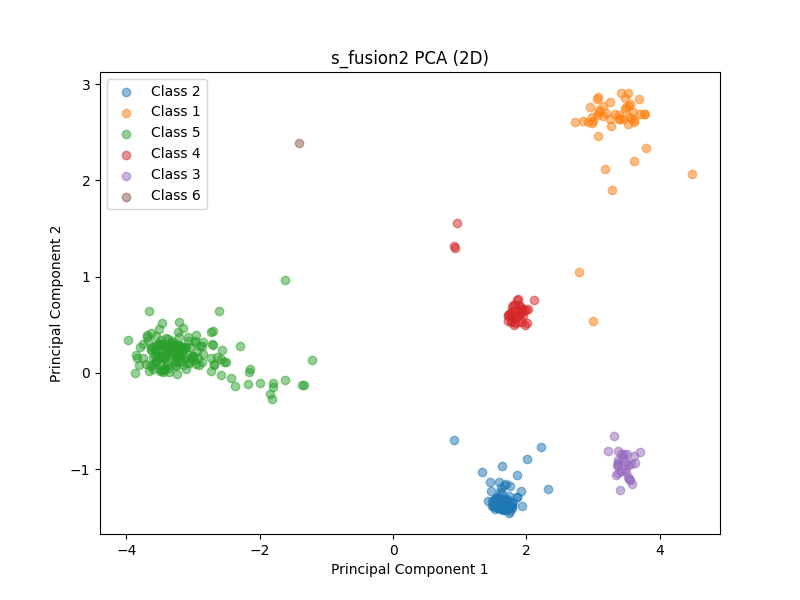 s_fusion2 PCA (2D)
Class 2
Class 1
Class 5
Class 4
Class 3
Class 6
3
2
1
0
−1
Principal Component 2
−4
−2
0
2
4
Principal Component 1